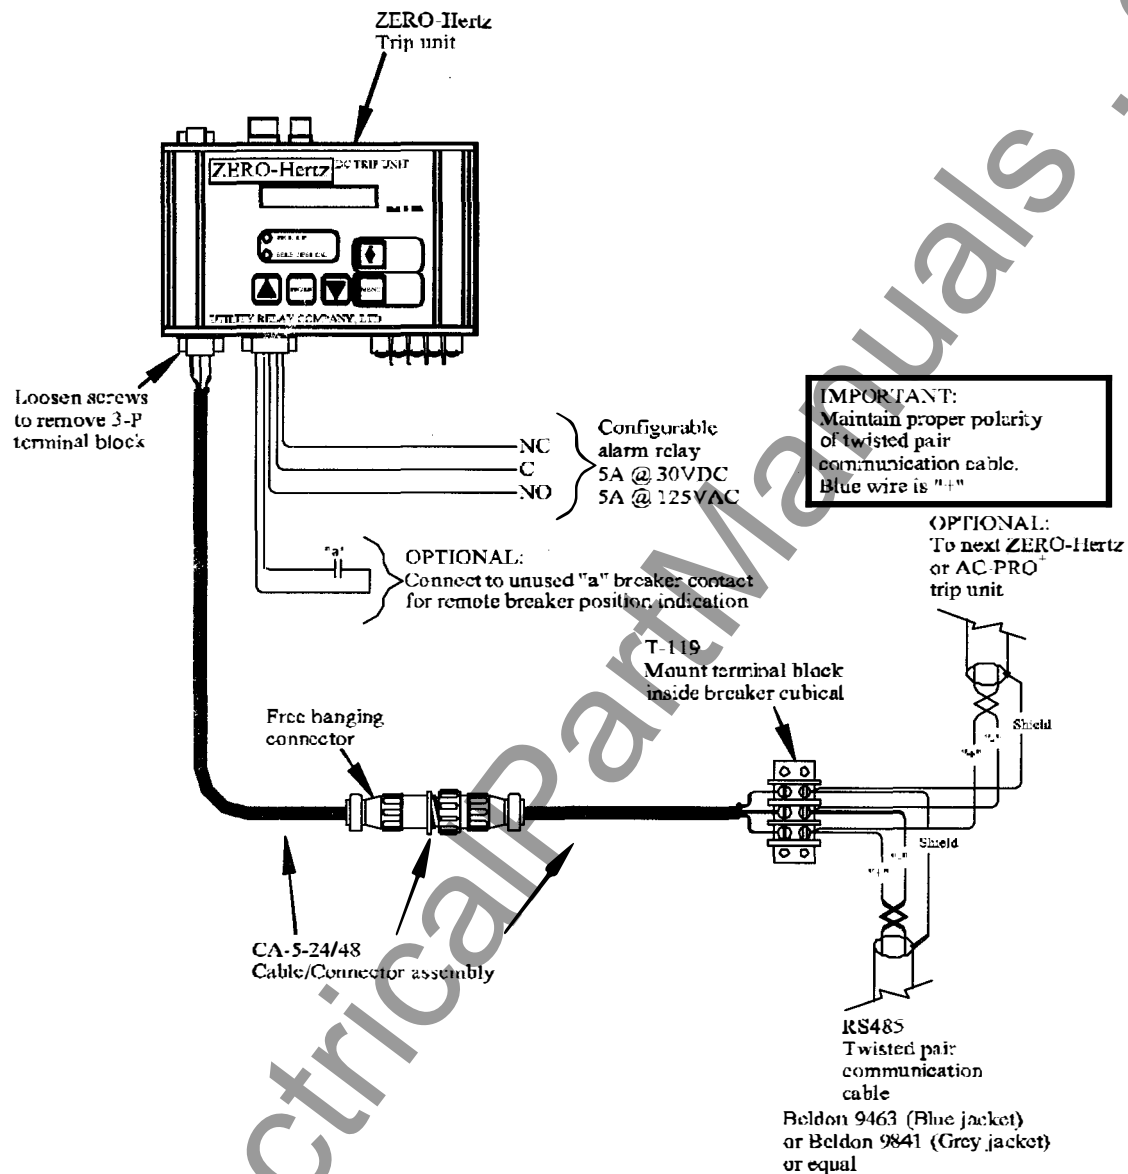 ZERO-Hertz
Trip unit
ZERO-Hertz
DC TRIP UNIT
MENU
UTILITY RELAY COMPANY, LTD
Loosen screws
to remove 3-P
terminal block
NC
C
NO
Configurable
alarm relay
5A @ 30VDC
5A @ 125VAC
IMPORTANT:
Maintain proper polarity
of twisted pair
communication cable.
Blue wire is "+"
"a"
OPTIONAL:
Connect to unused "a" breaker contact
for remote breaker position indication
OPTIONAL:
To next ZERO-Hertz
or AC-PRO+
trip unit
T-119
Mount terminal block
inside breaker cubical
Free hanging
connector
Shield
"+"
"-"
Shield
"-"
"+"
CA-5-24/48
Cable/Connector assembly
RS485
Twisted pair
communication
cable
Beldon 9463 (Blue jacket)
or Beldon 9841 (Grey jacket)
or equal
ctricalPartManuals .